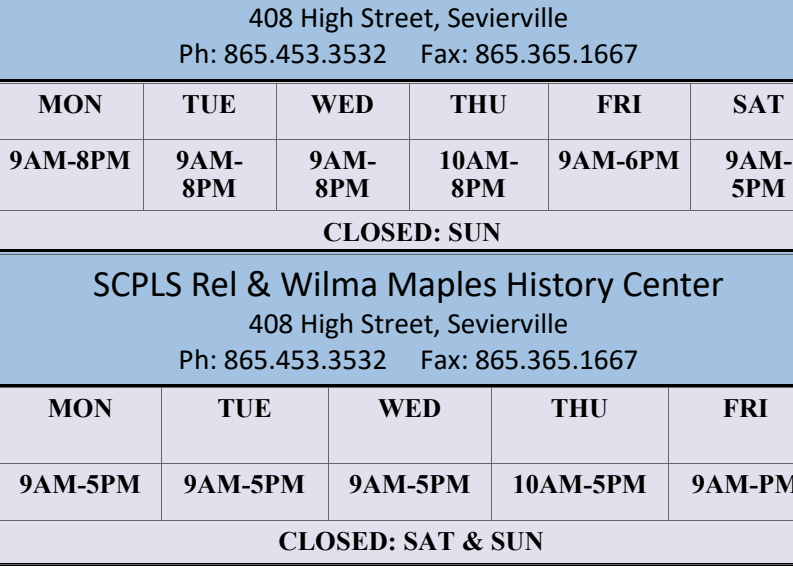 408 High Street, Sevierville
Ph: 865.453.3532 Fax: 865.365.1667
MON TUE WED THU FRI SAT
9AM-8PM 9AM- 9AM- 10AM- 9AM-6PM 9AM-
8PM 8PM 8PM 5PM
CLOSED: SUN
SCPLS Rel & Wilma Maples History Center
408 High Street, Sevierville
Ph: 865.453.3532 Fax: 865.365.1667
MON TUE WED THU FRI
9AM-5PM 9AM-5PM 9AM-5PM 10AM-5PM 9AM-PM
CLOSED: SAT & SUN